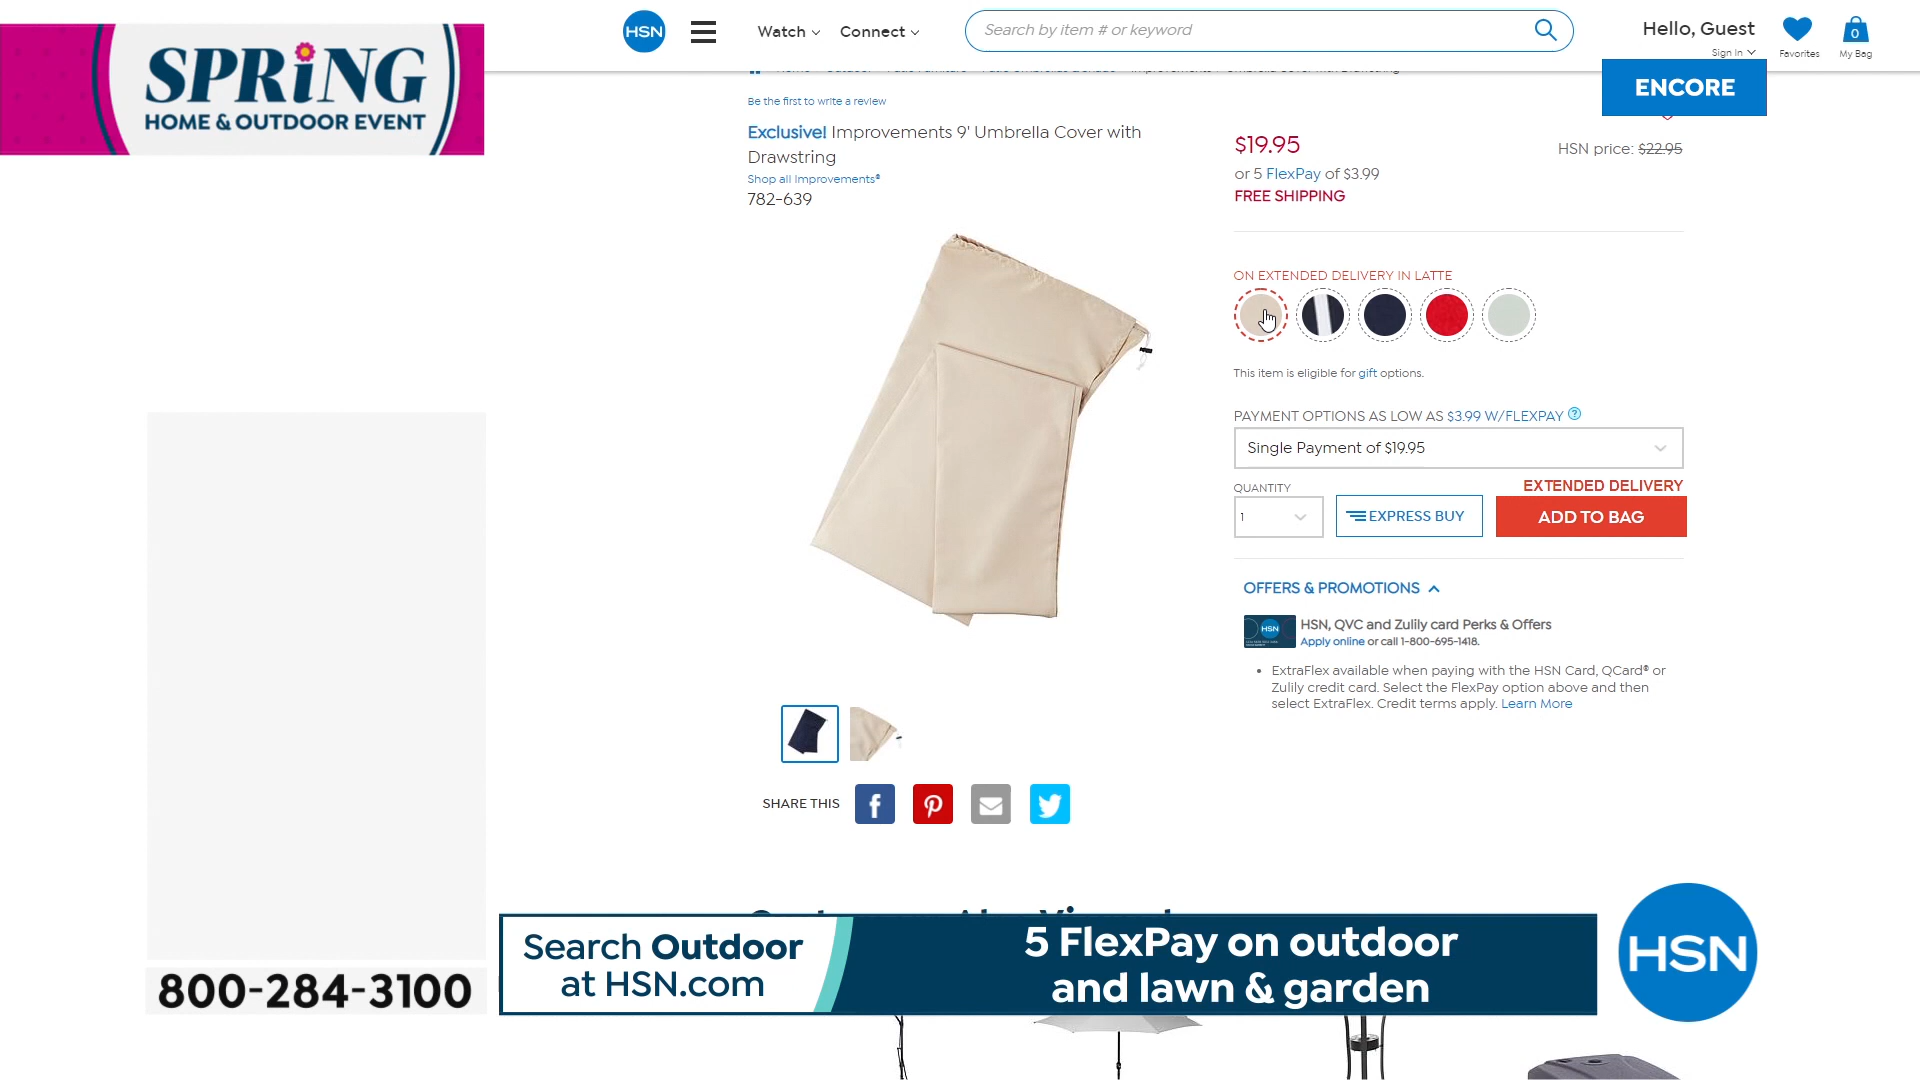 SPRING
HOME & OUTDOOR EVENT
HSN
Watch
Connect
Search by item # or keyword
Hello, Guest
Sign In
Favorites
0
My Bag
ENCORE
Be the first to write a review
Exclusive! Improvements 9' Umbrella Cover with
Drawstring
Shop all Improvements®
782-639
$19.95
HSN price: $22.95
or 5 FlexPay of $3.99
FREE SHIPPING
ON EXTENDED DELIVERY IN LATTE
This item is eligible for gift options.
PAYMENT OPTIONS AS LOW AS $3.99 W/FLEXPAY ?
Single Payment of $19.95
QUANTITY
EXTENDED DELIVERY
1
EXPRESS BUY
ADD TO BAG
OFFERS & PROMOTIONS
HSN
HSN, QVC and Zulily card Perks & Offers
Apply online or call 1-800-695-1418.
• ExtraFlex available when paying with the HSN Card, QCard® or
Zulily credit card. Select the FlexPay option above and then
select ExtraFlex. Credit terms apply. Learn More
SHARE THIS
800-284-3100
Search Outdoor
at HSN.com
5 FlexPay on outdoor
and lawn & garden
HSN